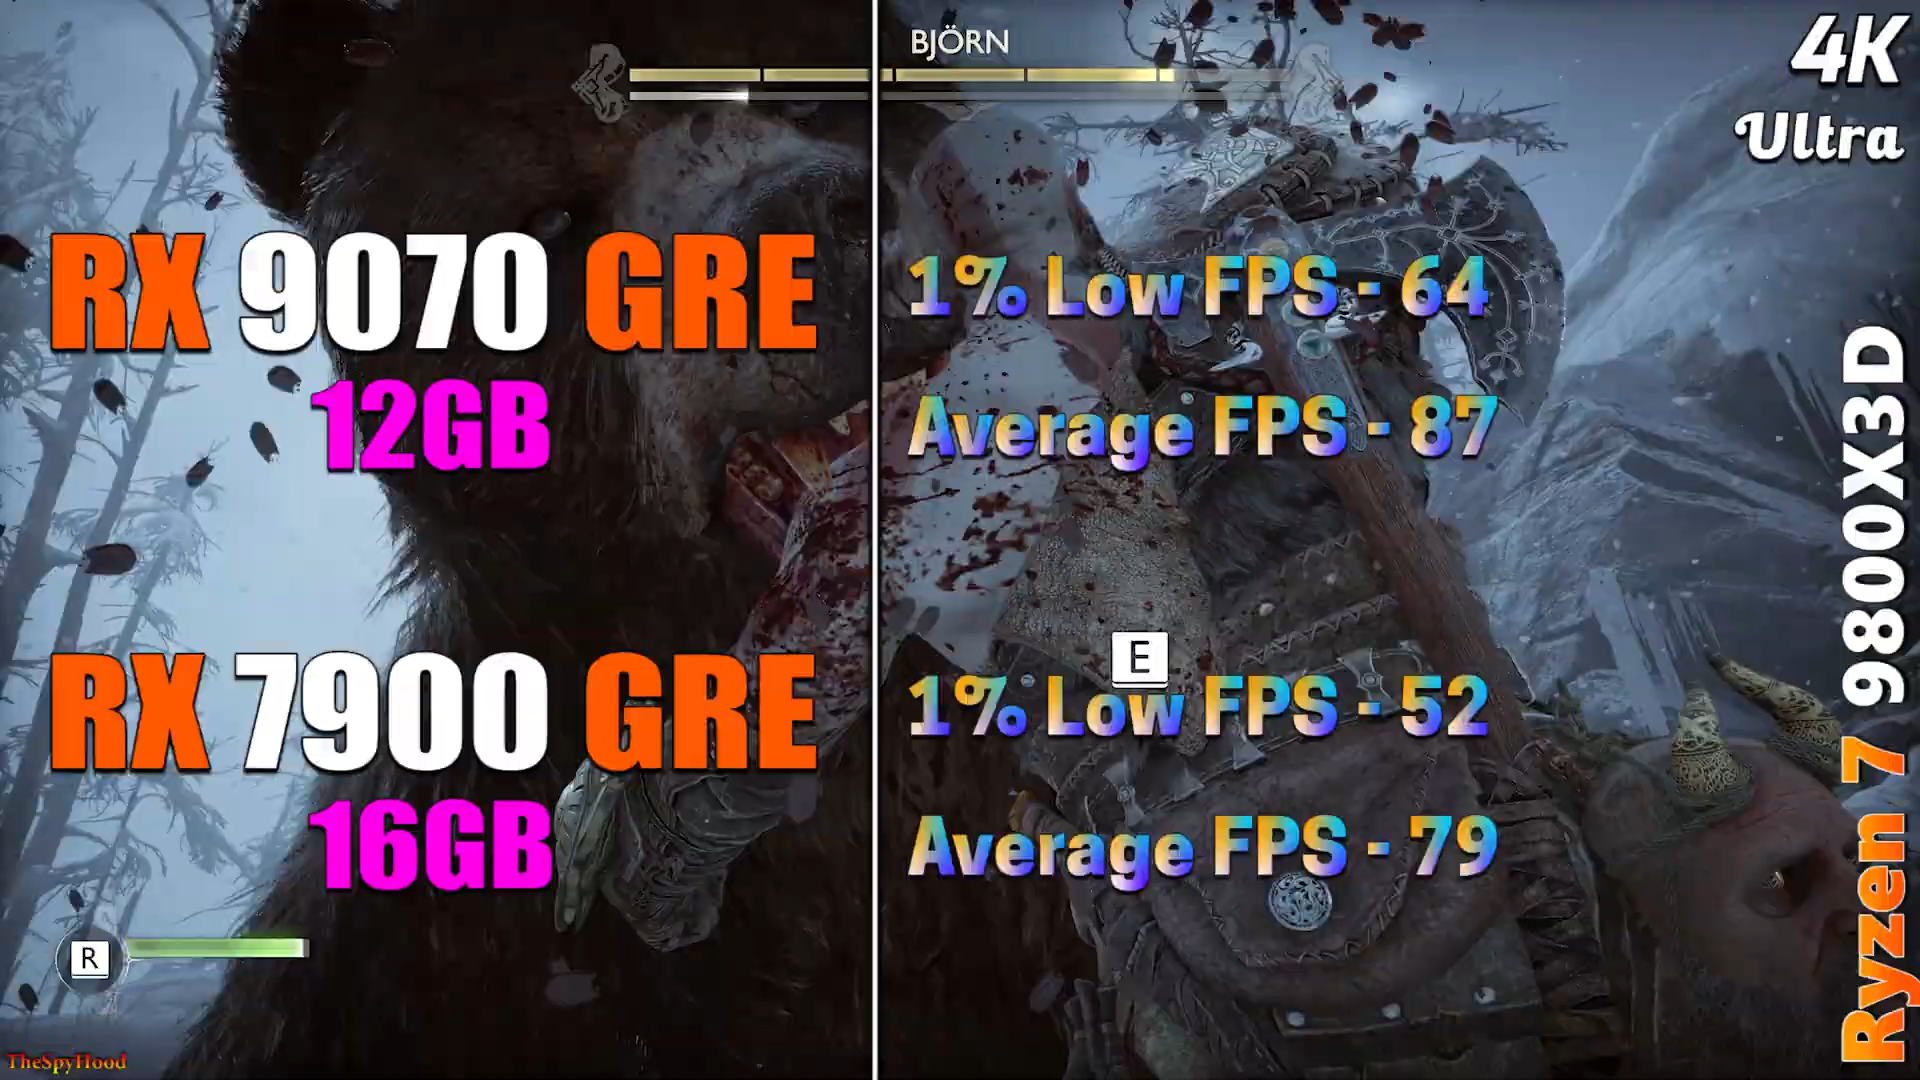 BJÖRN
4K
Ultra
RX 9070 GRE
12GB
1% Low FPS - 64
Average FPS - 87
RX 7900 GRE
16GB
E
1% Low FPS - 52
Average FPS - 79
Ryzen 7 9800X3D
R
TheSpyHood